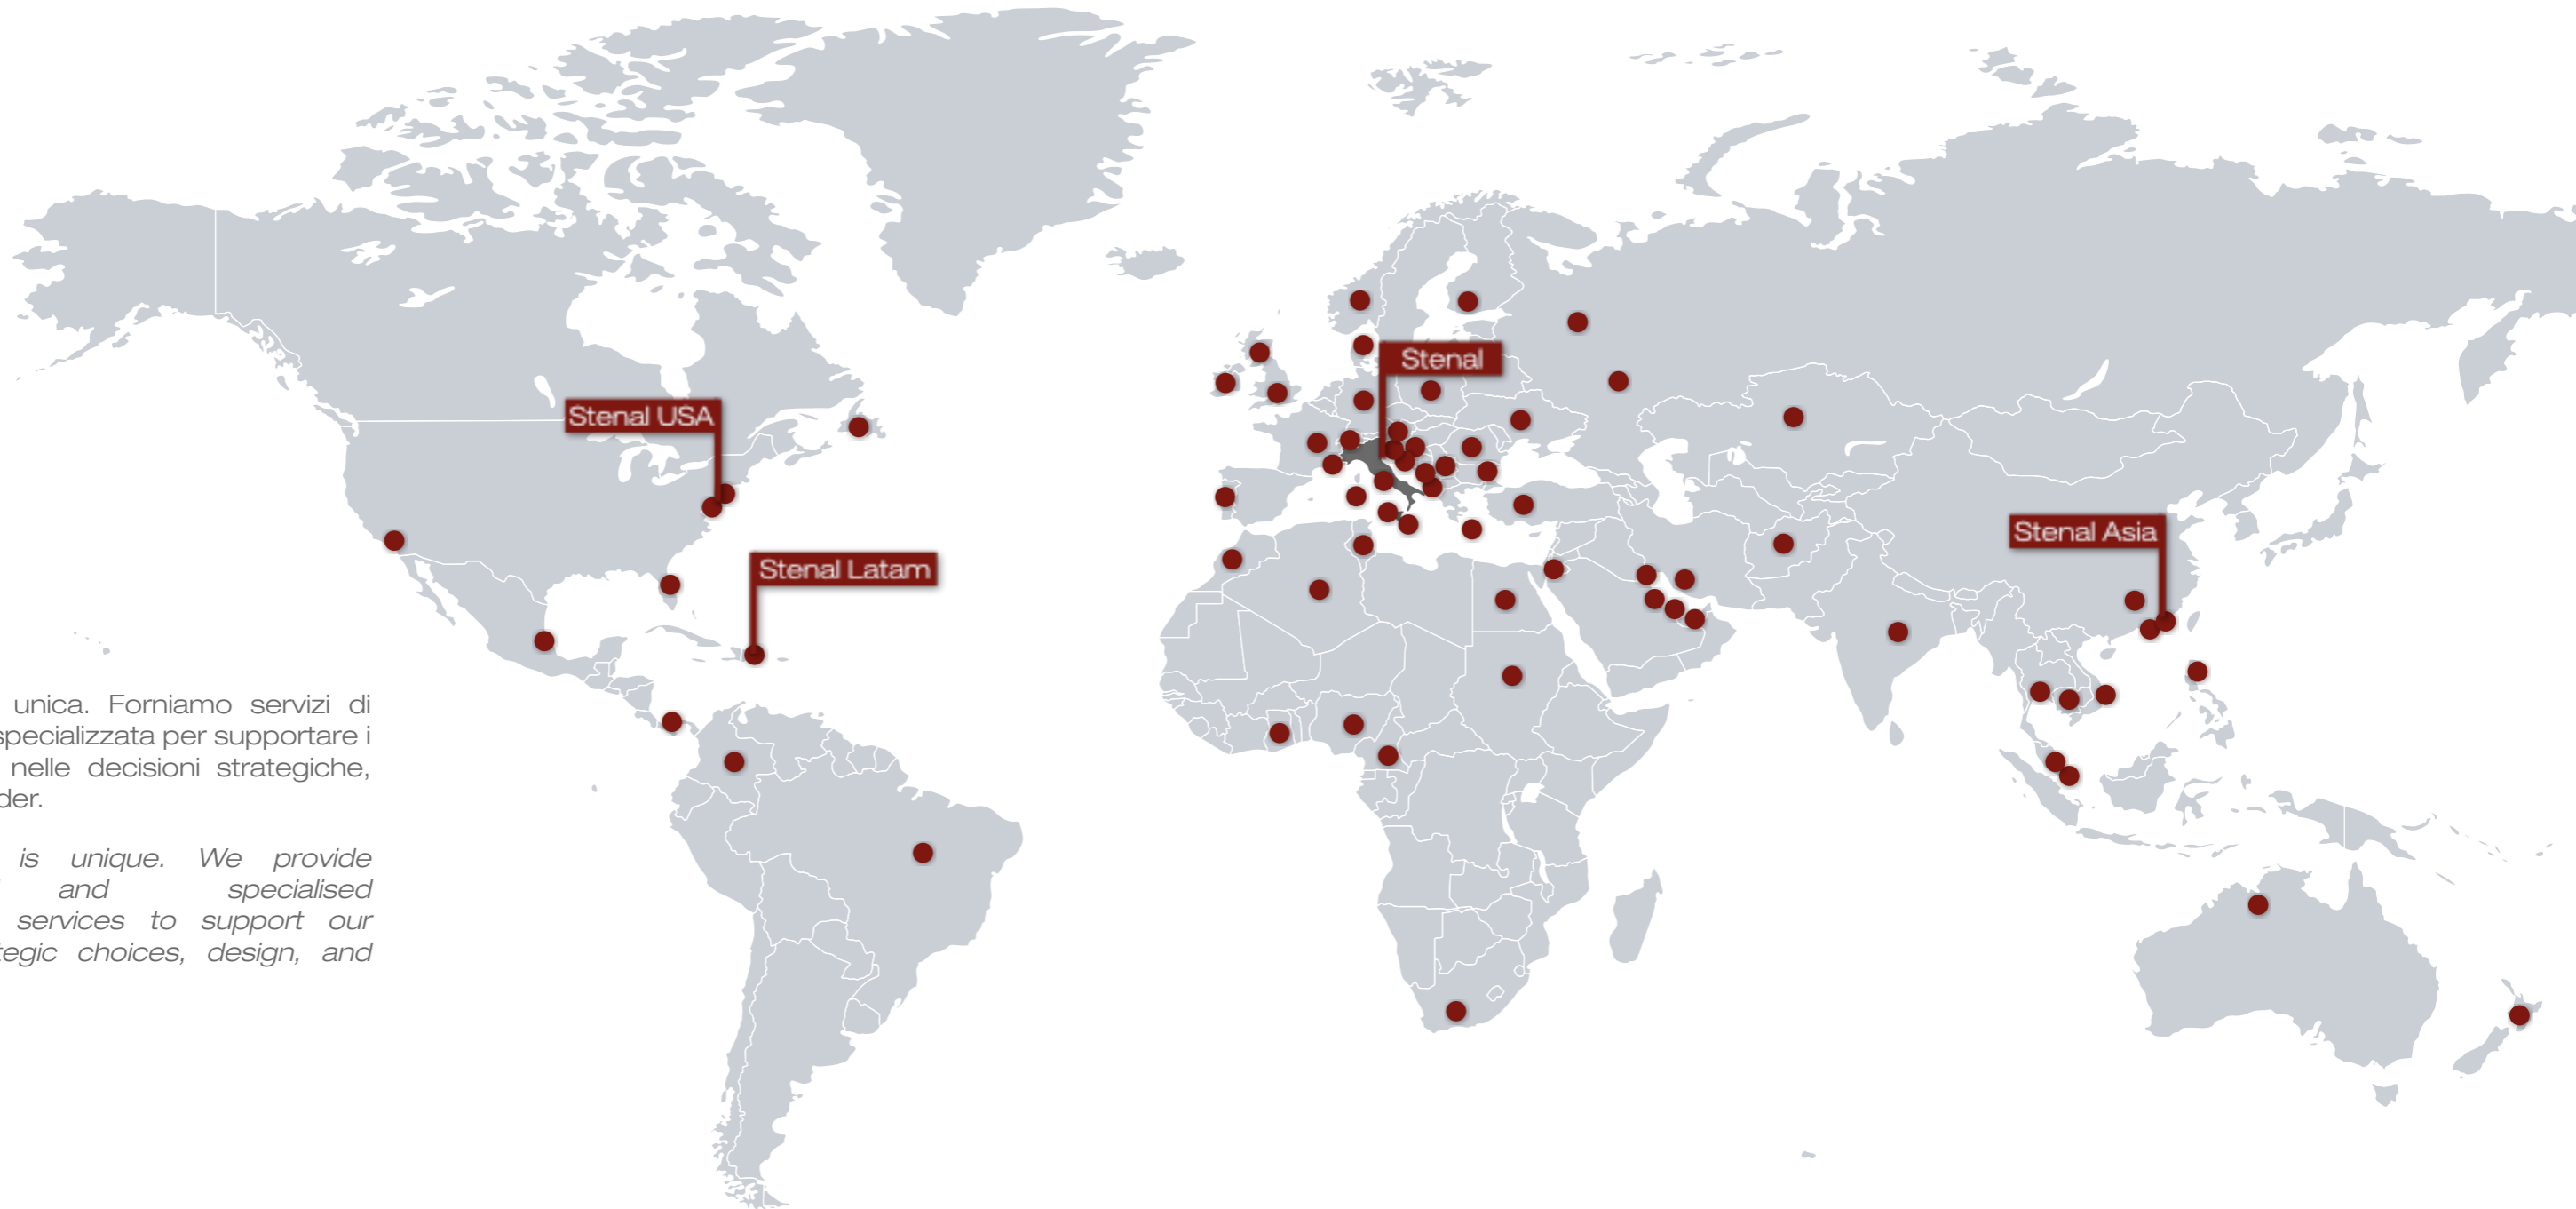 Stenal
Stenal USA
Stenal Asia
Stenal Latam
unica. Forniamo servizi di
specializzata per supportare i
nelle decisioni strategiche,
der.
is unique. We provide
and specialised
services to support our
tegic choices, design, and